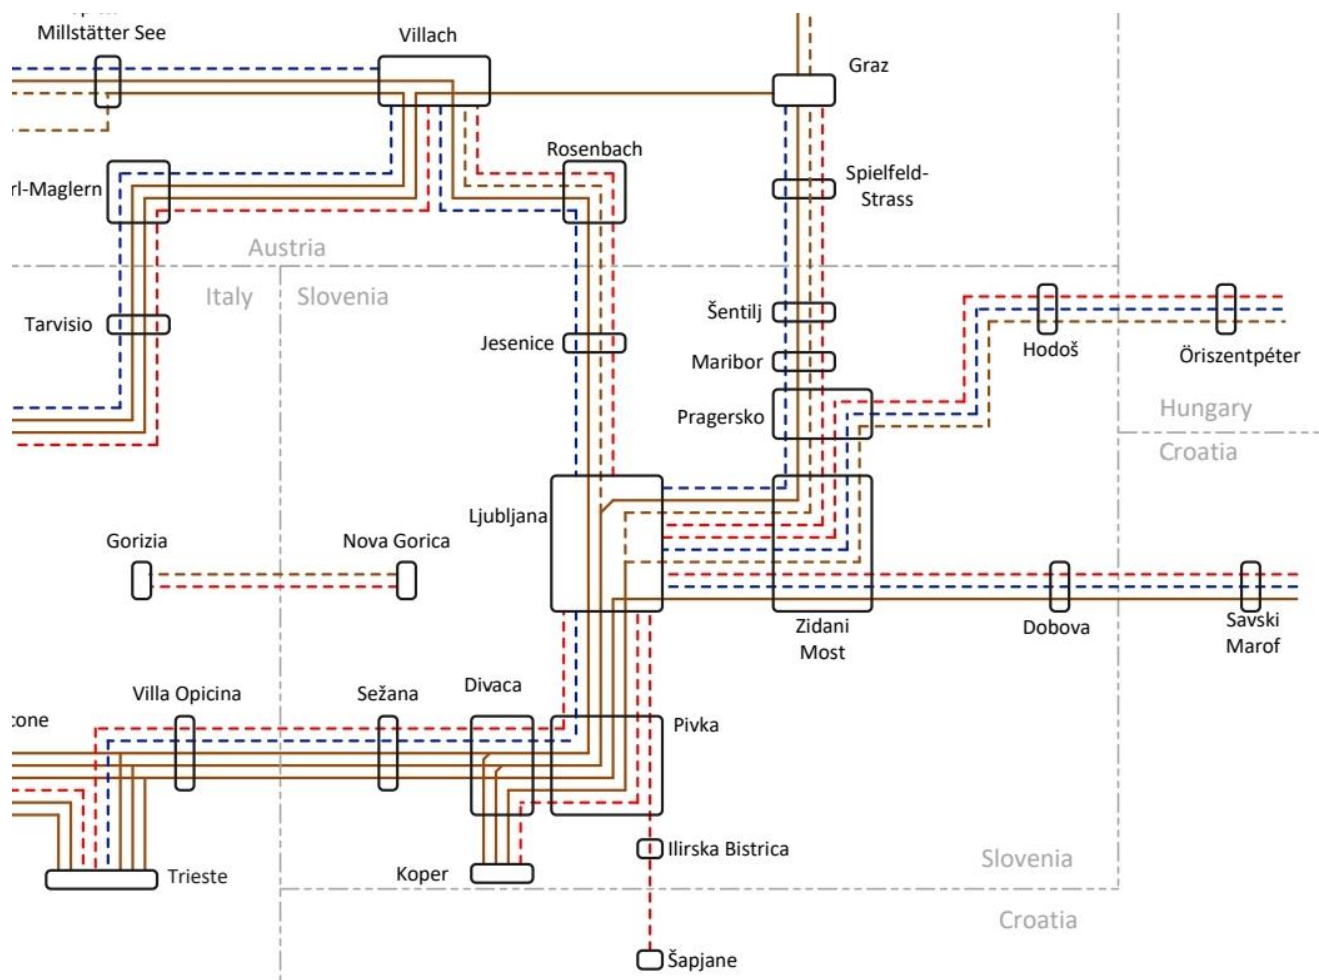 Millstätter See
Villach
Graz
Rosenbach
rl-Maglern
Spielfeld-
Strass
Austria
Italy
Slovenia
Tarvisio
Šentilj
Jesenice
Maribor
Hodoš
Öriszentpéter
Pragersko
Hungary
Croatia
Ljubljana
Gorizia
Nova Gorica
Zidani
Most
Dobova
Savski
Marof
Villa Opicina
Sežana
Divaca
cone
Pivka
Ilirska Bistrica
Slovenia
Koper
Trieste
Croatia
Šapjane